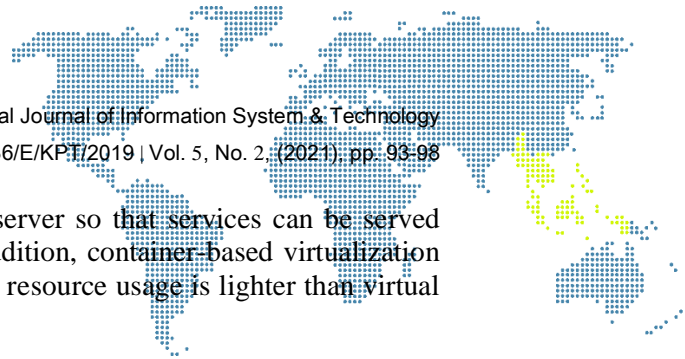 al Journal of Information System & Technology
6/E/KPT/2019 | Vol. 5, No. 2, (2021), pp. 93-98
server so that services can be served
dition, container-based virtualization
resource usage is lighter than virtual